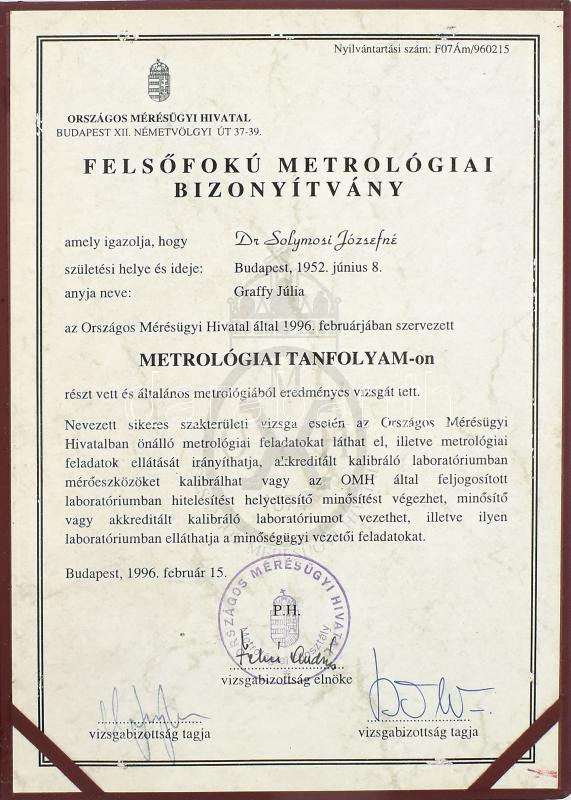 Nyilvántartási szám: F07Ám/960215
ORSZÁGOS MÉRÉSÜGYI HIVATAL
BUDAPEST XII. NÉMETVÖLGYI ÚT 37-39.
FELSŐFOKÚ METROLÓGIAI
BIZONYÍTVÁNY
amely igazolja, hogy Dr Solymosi Józsefné
születési helye és ideje: Budapest, 1952. június 8.
anyja neve: Graffy Júlia
az Országos Mérésügyi Hivatal által 1996. februárjában szervezett
METROLÓGIAI TANFOLYAM-on
részt vett és általános metrológiából eredményes vizsgát tett.
Nevezett sikeres szakterületi vizsga esetén az Országos Mérésügyi
Hivatalban önálló metrológiai feladatokat láthat el, illetve metrológiai
feladatok ellátását irányíthatja, akkreditált kalibráló laboratóriumban
mérőeszközöket kalibrálhat vagy az OMH által feljogosított
laboratóriumban hitelesítést helyettesítő minősítést végezhet, minősítő
vagy akkreditált kalibráló laboratóriumot vezethet, illetve ilyen
laboratóriumban elláthatja a minőségügyi vezetői feladatokat.
Budapest, 1996. február 15.
ORSZÁGOS MÉRÉSÜGYI HIVATAL
P.H.
vizsgabizottság elnöke
vizsgabizottság tagja
vizsgabizottság tagja